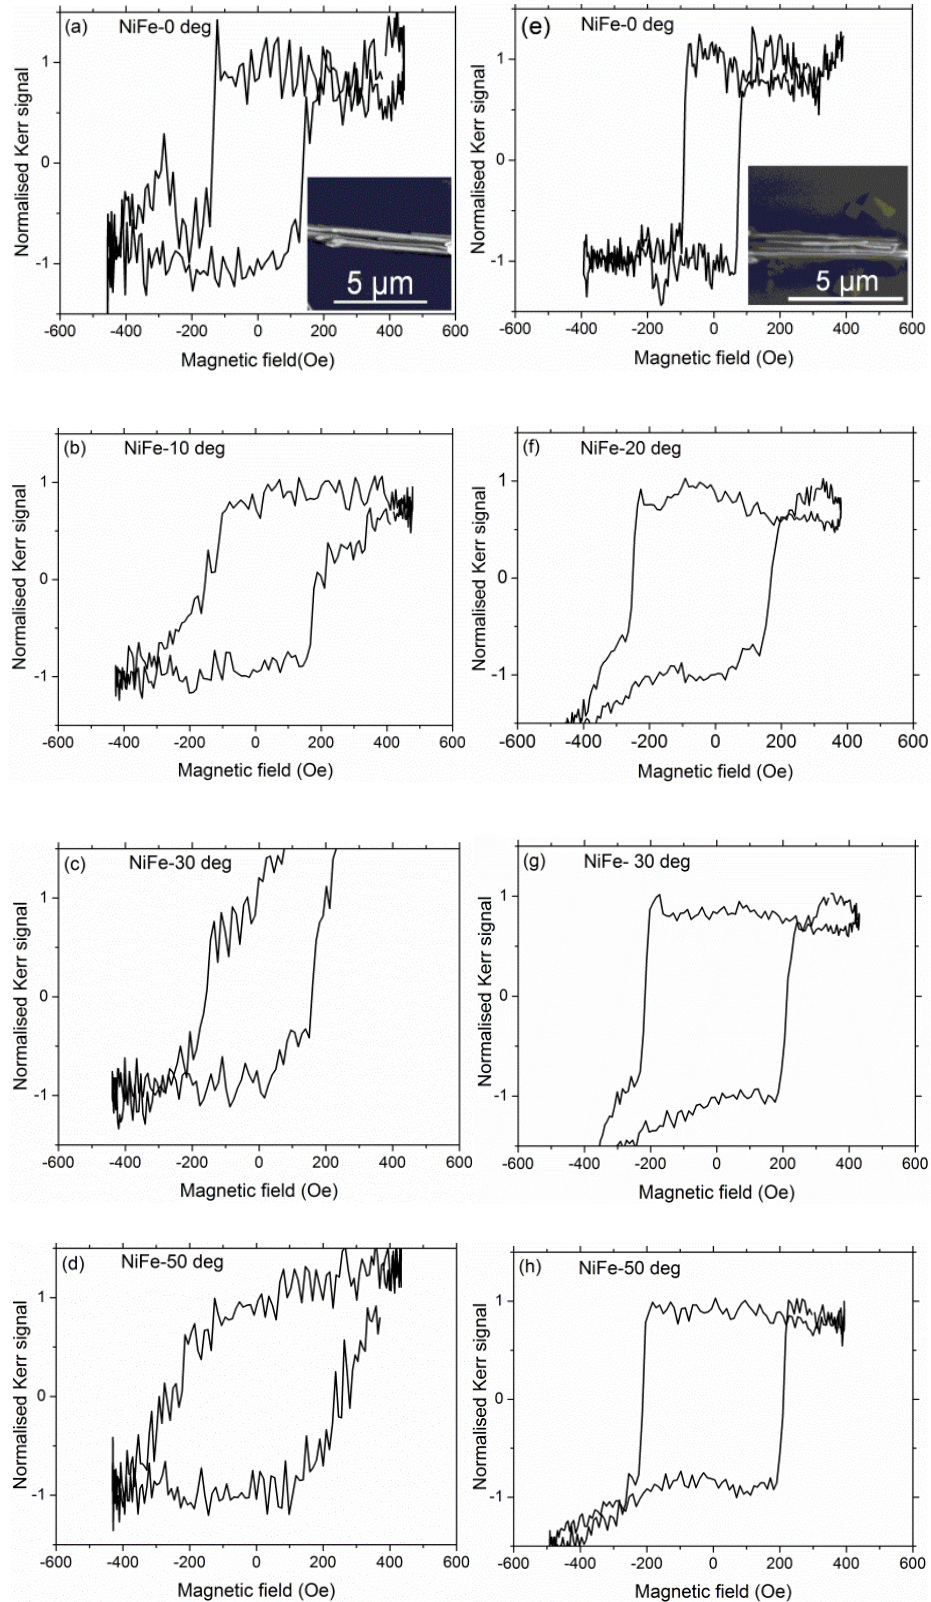 (a) NiFe-0 deg
Normalised Kerr signal
1
0
-1
5 µm
-600 -400 -200 0 200 400 600
Magnetic field(Oe)
(e) NiFe-0 deg
Normalised Kerr signal
1
0
-1
5 µm
-600 -400 -200 0 200 400 600
Magnetic field (Oe)
(b) NiFe-10 deg
Normalised Kerr signal
1
0
-1
-600 -400 -200 0 200 400 600
Magnetic field (Oe)
(f) NiFe-20 deg
Normalised Kerr signal
1
0
-1
-600 -400 -200 0 200 400 600
Magnetic field (Oe)
(c) NiFe-30 deg
Normalised Kerr signal
1
0
-1
-600 -400 -200 0 200 400 600
Magnetic field (Oe)
(g) NiFe- 30 deg
Normalised Kerr signal
1
0
-1
-600 -400 -200 0 200 400 600
Magnetic field (Oe)
(d) NiFe-50 deg
Normalised Kerr signal
1
0
-1
-600 -400 -200 0 200 400 600
Magnetic field (Oe)
(h) NiFe-50 deg
Normalised Kerr signal
1
0
-1
-600 -400 -200 0 200 400 600
Magnetic field (Oe)